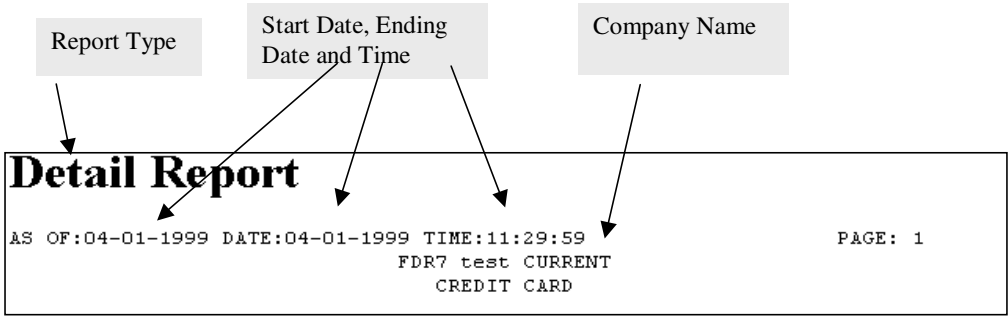 Report Type
Start Date, Ending
Date and Time
Company Name
Detail Report
AS OF:04-01-1999 DATE:04-01-1999 TIME:11:29:59 PAGE: 1
FDR7 test CURRENT
CREDIT CARD